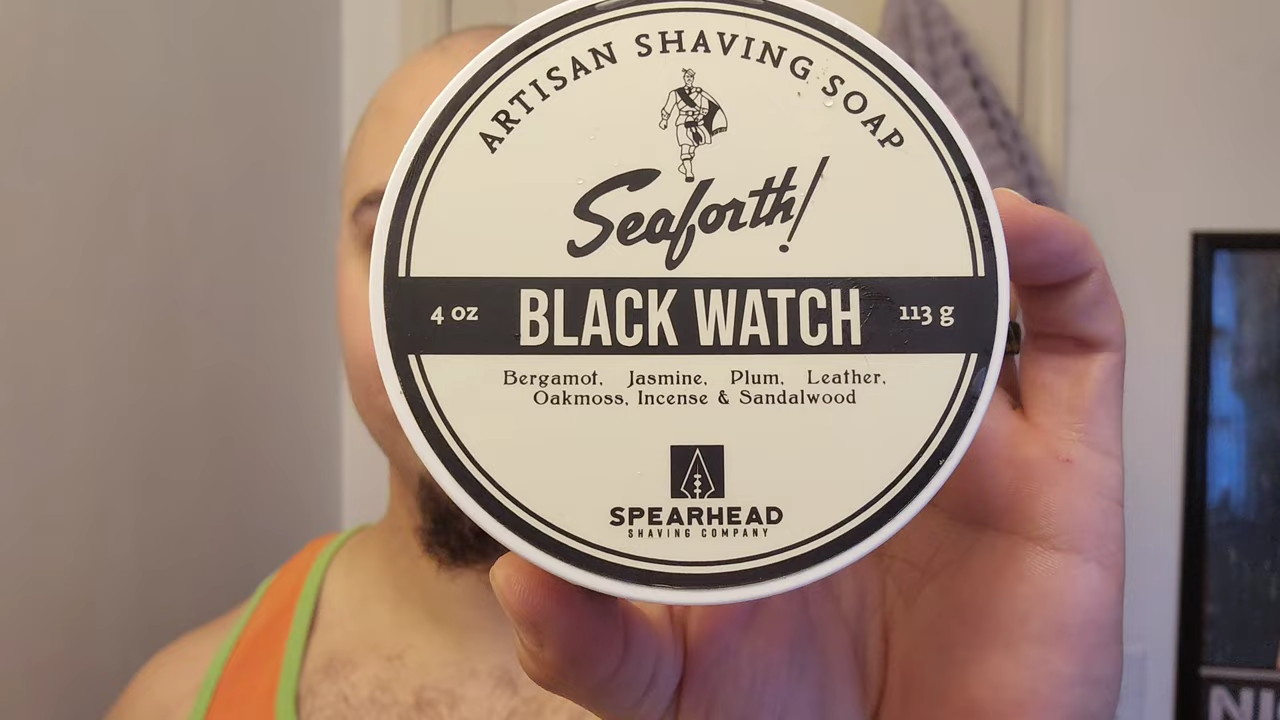 ARTISAN SHAVING SOAP
Seaforth!
4 oz BLACK WATCH 113 g
Bergamot, Jasmine, Plum, Leather,
Oakmoss, Incense & Sandalwood
SPEARHEAD
SHAVING COMPANY